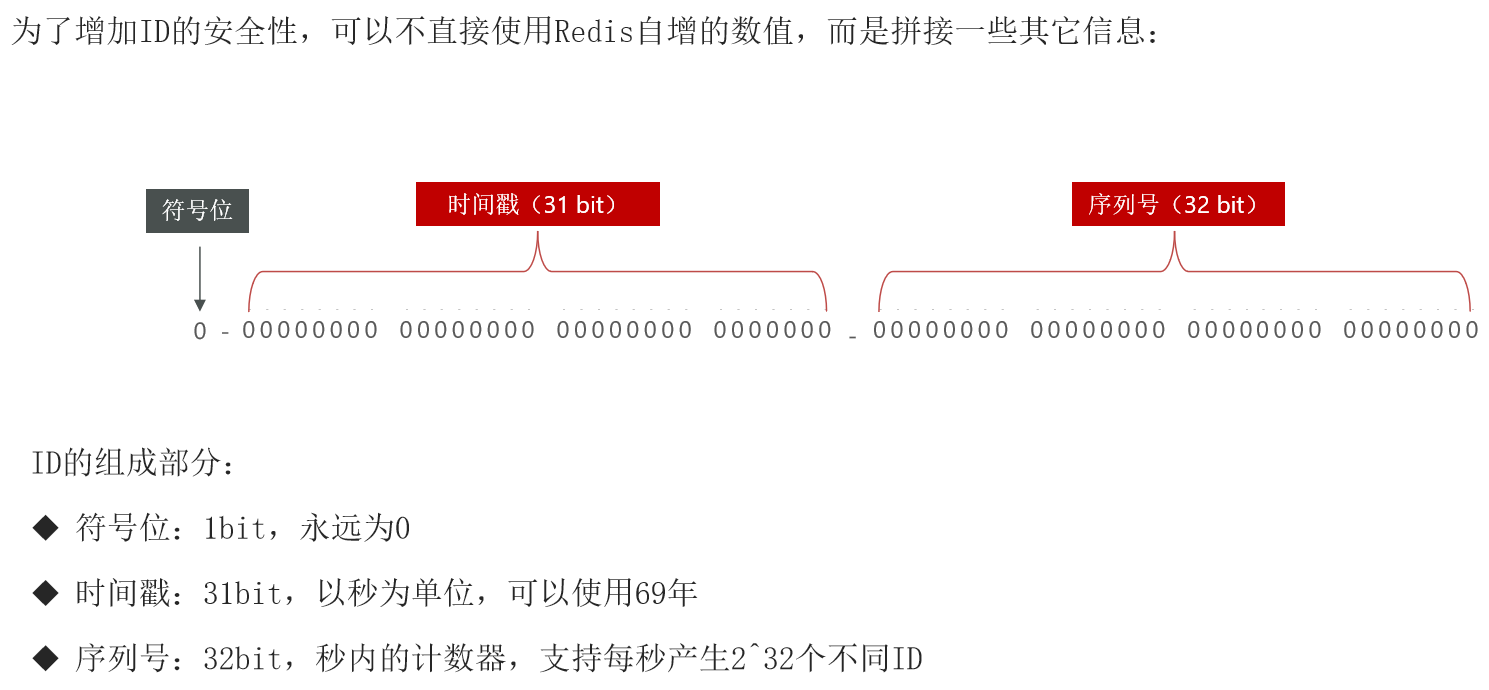 为了增加ID的安全性，可以不直接使用Redis自增的数值，而是拼接一些其它信息：
符号位
时间戳（31 bit）
序列号（32 bit）
0 - 00000000 00000000 00000000 0000000 - 00000000 00000000 00000000 00000000
ID的组成部分：
◆ 符号位：1bit，永远为0
◆ 时间戳：31bit，以秒为单位，可以使用69年
◆ 序列号：32bit，秒内的计数器，支持每秒产生2^32个不同ID